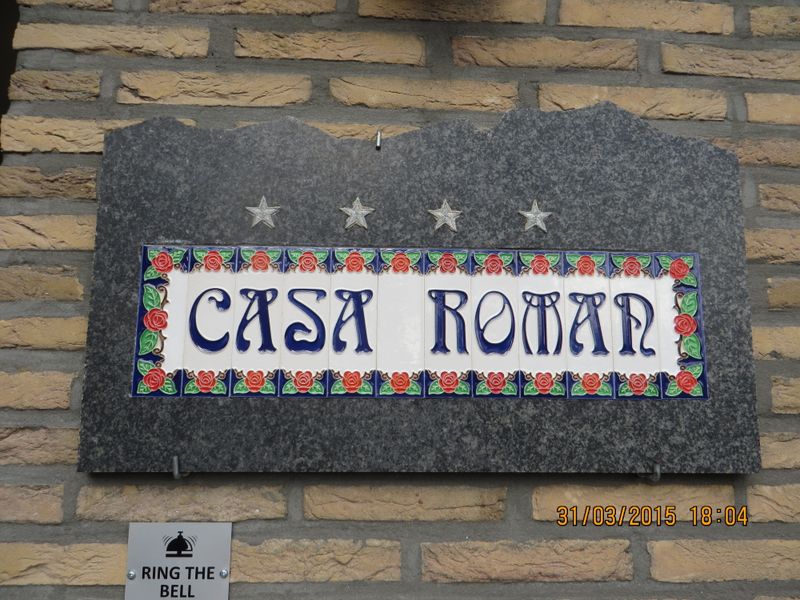 CASA ROMAN
31/03/2015 18:04
RING THE
BELL